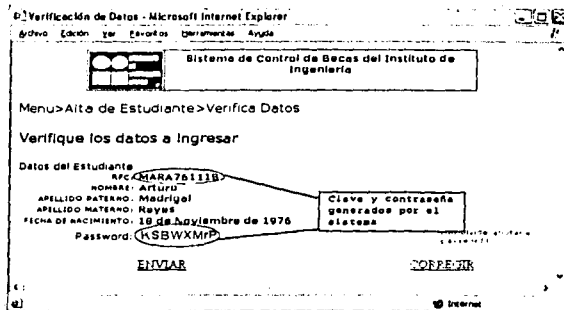 Verificación de Datos - Microsoft Internet Explorer
Archivo Edición Ver Favoritos Herramientas Ayuda
Sistema de Control de Becas del Instituto de
Ingeniería
Menu>Alta de Estudiante>Verifica Datos
Verifique los datos a Ingresar
Datos del Estudiante
RFC: MARA761118
NOMBRE: Arturo
APELLIDO PATERNO: Madrigal
APELLIDO MATERNO: Reyes
FECHA DE NACIMIENTO: 18 de Noviembre de 1976
Password: KSBWXMrP
Clave y contraseña
generados por el
sistema
ENVIAR
CORREGIR
Internet